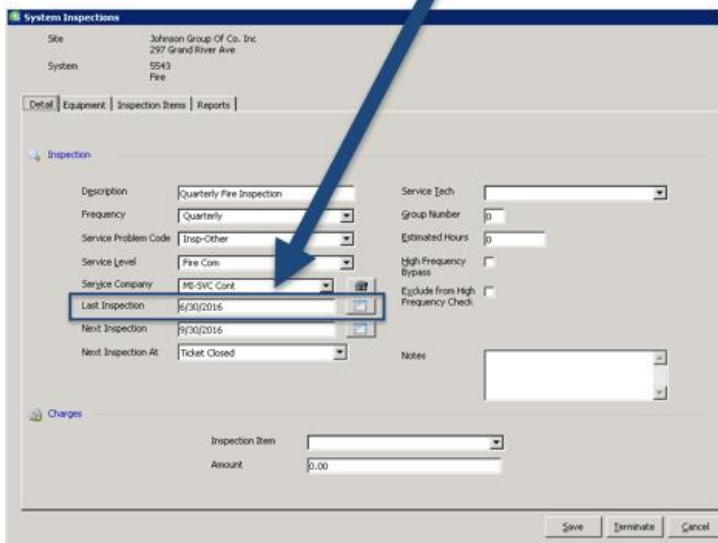 System Inspections
Site Johnson Group Of Co. Inc
297 Grand River Ave
System 5543
Fire
Detail Equipment Inspection Items Reports
Inspection
Description Quarterly Fire Inspection Service Tech
Frequency Quarterly Group Number 0
Service Problem Code Insp-Other Estimated Hours 0
Service Level Fire Com High Frequency
Bypass
Service Company MI-SVC Cont Exclude from High
Frequency Check
Last Inspection 6/30/2016
Next Inspection 9/30/2016
Next Inspection At Ticket Closed Notes
Charges
Inspection Item
Amount 0.00
Save Terminate Cancel